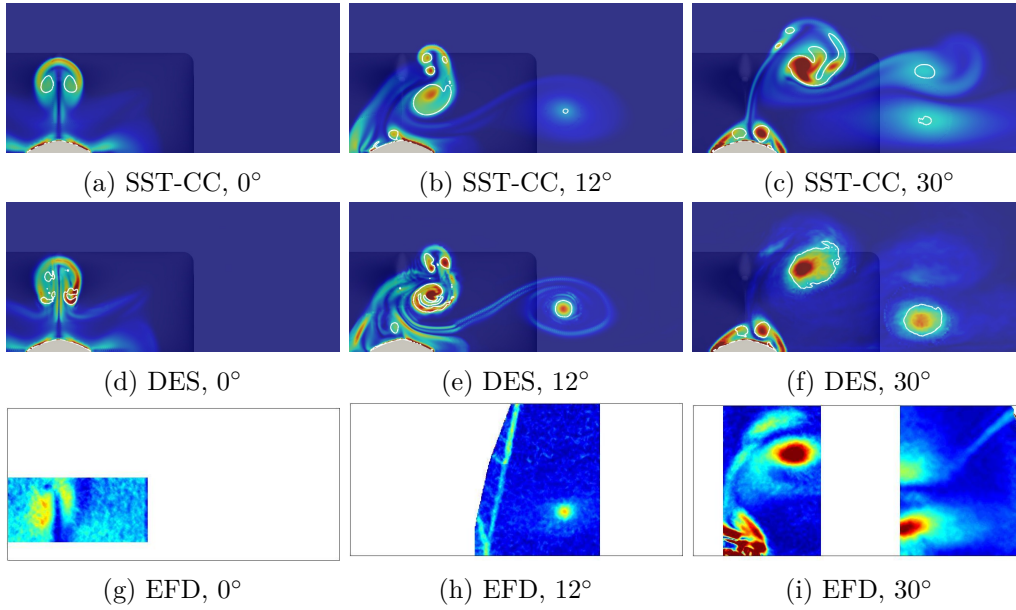 (a) SST-CC, 0° (b) SST-CC, 12° (c) SST-CC, 30°
(d) DES, 0° (e) DES, 12° (f) DES, 30°
(g) EFD, 0° (h) EFD, 12° (i) EFD, 30°